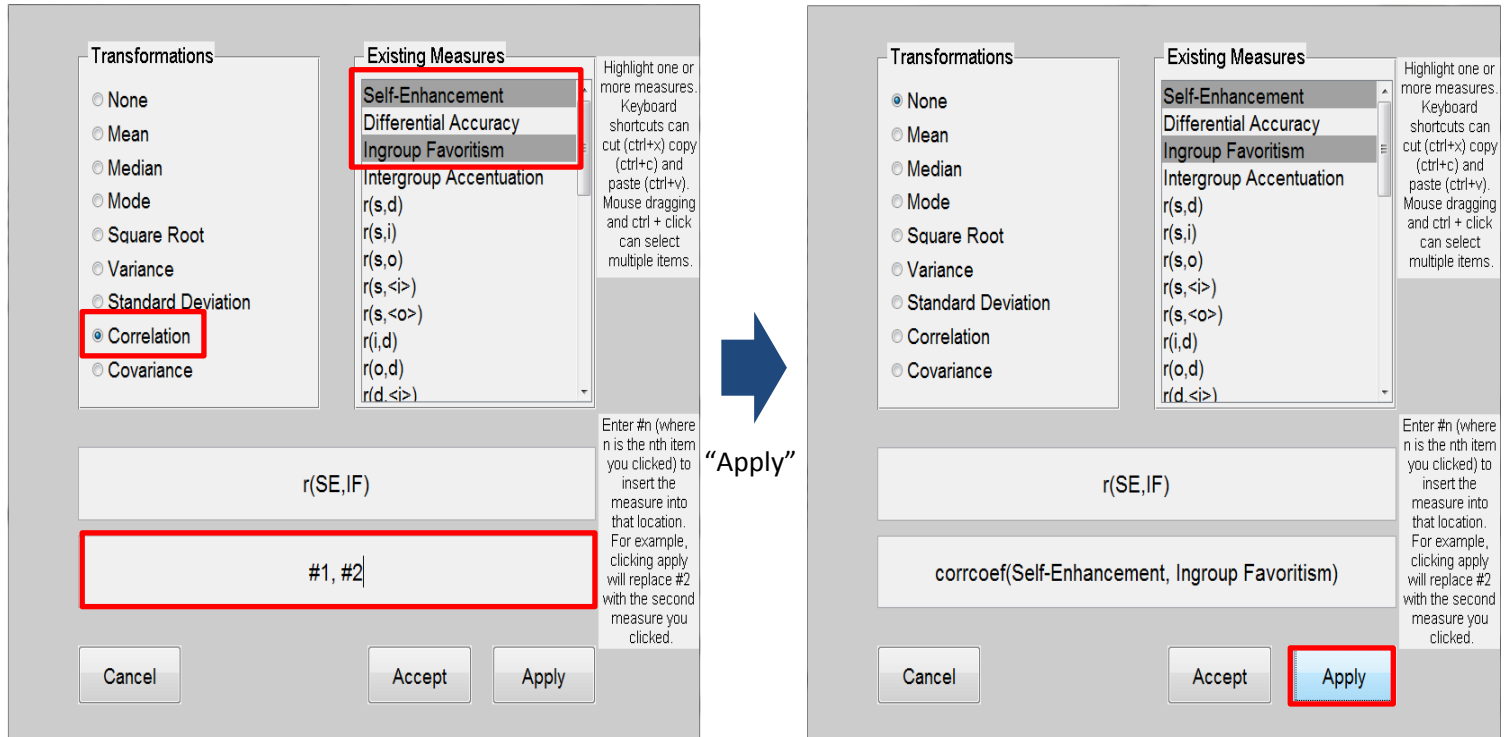 Transformations
None
Mean
Median
Mode
Square Root
Variance
Standard Deviation
Correlation
Covariance
Existing Measures
Self-Enhancement
Differential Accuracy
Ingroup Favoritism
Intergroup Accentuation
r(s,d)
r(s,i)
r(s,o)
r(s,<i>)
r(s,<o>)
r(i,d)
r(o,d)
r(d,<i>)
Highlight one or
more measures.
Keyboard
shortcuts can
cut (ctrl+x) copy
(ctrl+c) and
paste (ctrl+v).
Mouse dragging
and ctrl + click
can select
multiple items.
r(SE,IF)
#1, #2
Enter #n (where
n is the nth item
you clicked) to
insert the
measure into
that location.
For example,
clicking apply
will replace #2
with the second
measure you
clicked.
Cancel
Accept
Apply
“Apply”
Transformations
None
Mean
Median
Mode
Square Root
Variance
Standard Deviation
Correlation
Covariance
Existing Measures
Self-Enhancement
Differential Accuracy
Ingroup Favoritism
Intergroup Accentuation
r(s,d)
r(s,i)
r(s,o)
r(s,<i>)
r(s,<o>)
r(i,d)
r(o,d)
r(d,<i>)
Highlight one or
more measures.
Keyboard
shortcuts can
cut (ctrl+x) copy
(ctrl+c) and
paste (ctrl+v).
Mouse dragging
and ctrl + click
can select
multiple items.
r(SE,IF)
corrcoef(Self-Enhancement, Ingroup Favoritism)
Enter #n (where
n is the nth item
you clicked) to
insert the
measure into
that location.
For example,
clicking apply
will replace #2
with the second
measure you
clicked.
Cancel
Accept
Apply